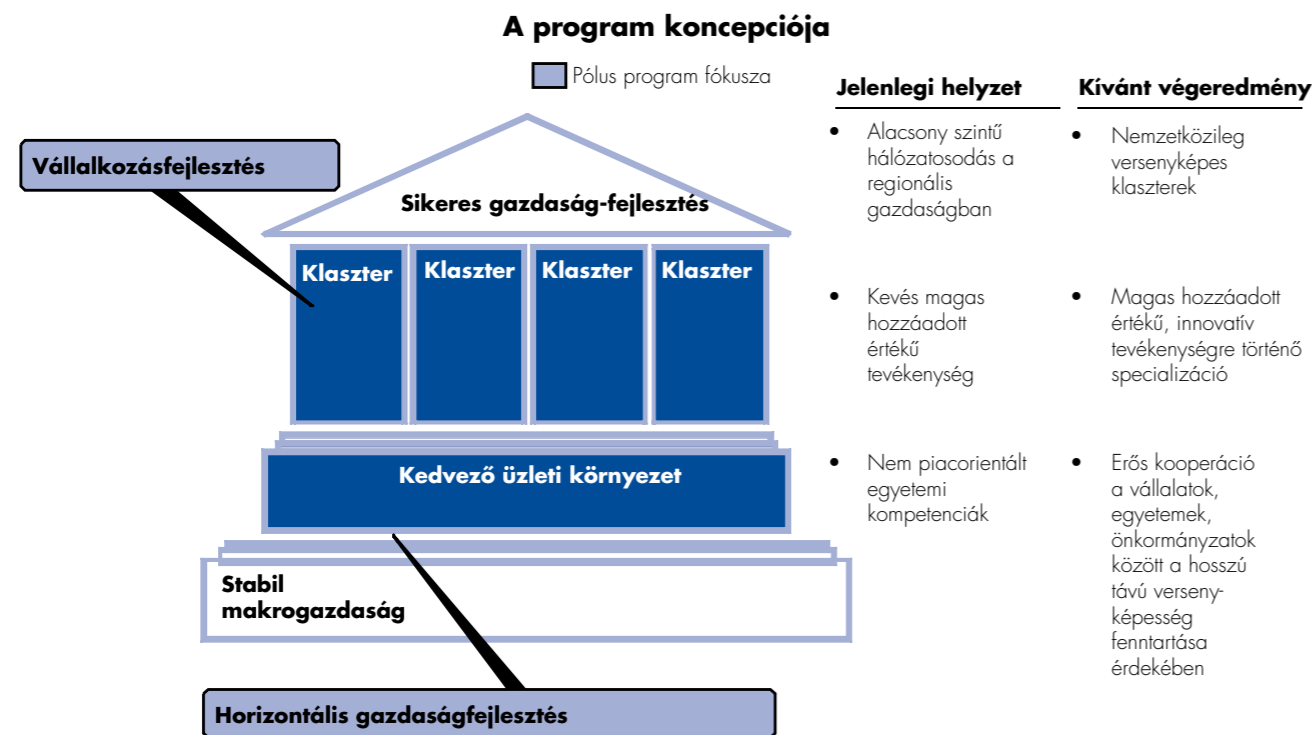 A program koncepciója
Pólus program fókusza
Vállalkozásfejlesztés
Sikeres gazdaság-fejlesztés
Klaszter
Klaszter
Klaszter
Klaszter
Kedvező üzleti környezet
Stabil
makrogazdaság
Horizontális gazdaságfejlesztés
Jelenlegi helyzet
• Alacsony szintű
hálózatosodás a
regionális
gazdaságban
• Kevés magas
hozzáadott
értékű
tevékenység
• Nem piacorientált
egyetemi
kompetenciák
Kívánt végeredmény
• Nemzetközileg
versenyképes
klaszterek
• Magas hozzáadott
értékű, innovatív
tevékenységre történő
specializáció
• Erős kooperáció
a vállalatok,
egyetemek,
önkormányzatok
között a hosszú
távú verseny-
képesség
fenntartása
érdekében